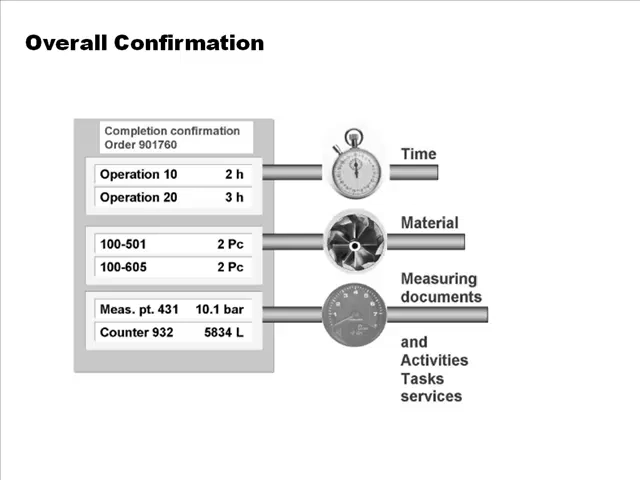 Overall Confirmation
Completion confirmation
Order 901760
Operation 10 2 h
Operation 20 3 h
Time
100-501 2 Pc
100-605 2 Pc
Material
Meas. pt. 431 10.1 bar
Counter 932 5834 L
Measuring
documents
and
Activities
Tasks
services